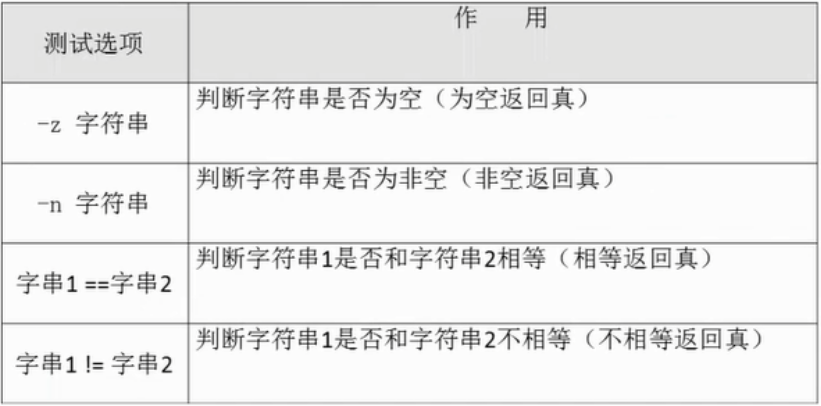 测试选项
作 用
-z 字符串
判断字符串是否为空（为空返回真）
-n 字符串
判断字符串是否为非空（非空返回真）
字串1 ==字串2
判断字符串1是否和字符串2相等（相等返回真）
字串1 != 字串2
判断字符串1是否和字符串2不相等（不相等返回真）